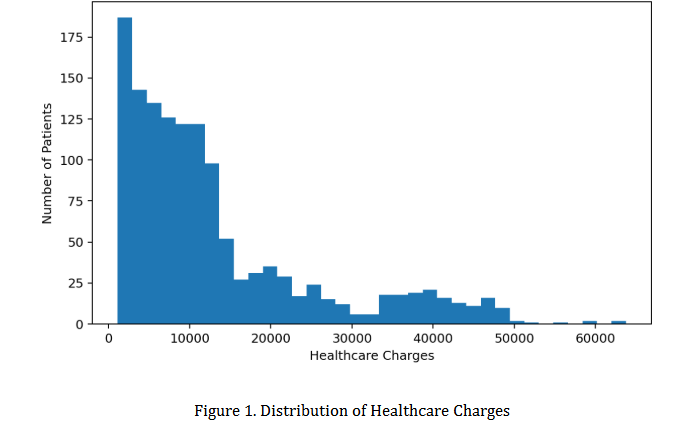 175
150
125
100
75
50
25
0
Number of Patients
0 10000 20000 30000 40000 50000 60000
Healthcare Charges
Figure 1. Distribution of Healthcare Charges